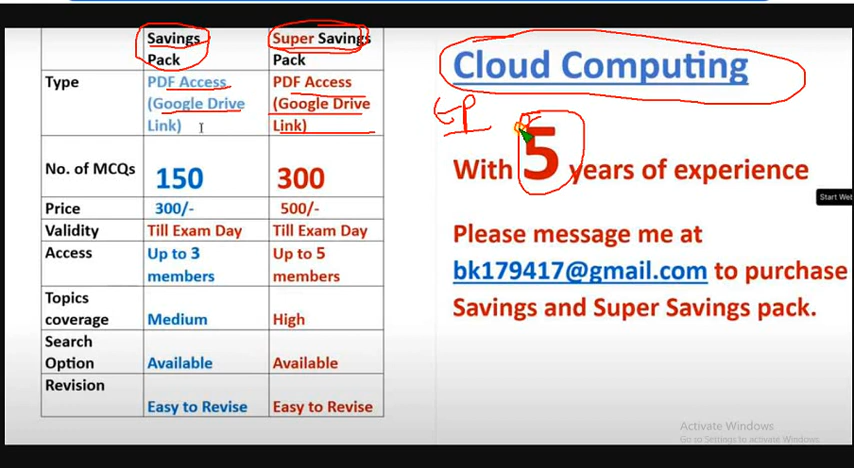 Savings Super Savings
Pack Pack
Type PDF Access PDF Access
(Google Drive (Google Drive
Link) Link)
No. of MCQs 150 300
Price 300/- 500/-
Validity Till Exam Day Till Exam Day
Access Up to 3 Up to 5
members members
Topics
coverage Medium High
Search
Option Available Available
Revision
Easy to Revise Easy to Revise
Cloud Computing
With 5 years of experience
Please message me at
bk179417@gmail.com to purchase
Savings and Super Savings pack.
Activate Windows
Go to Settings to activate Windows